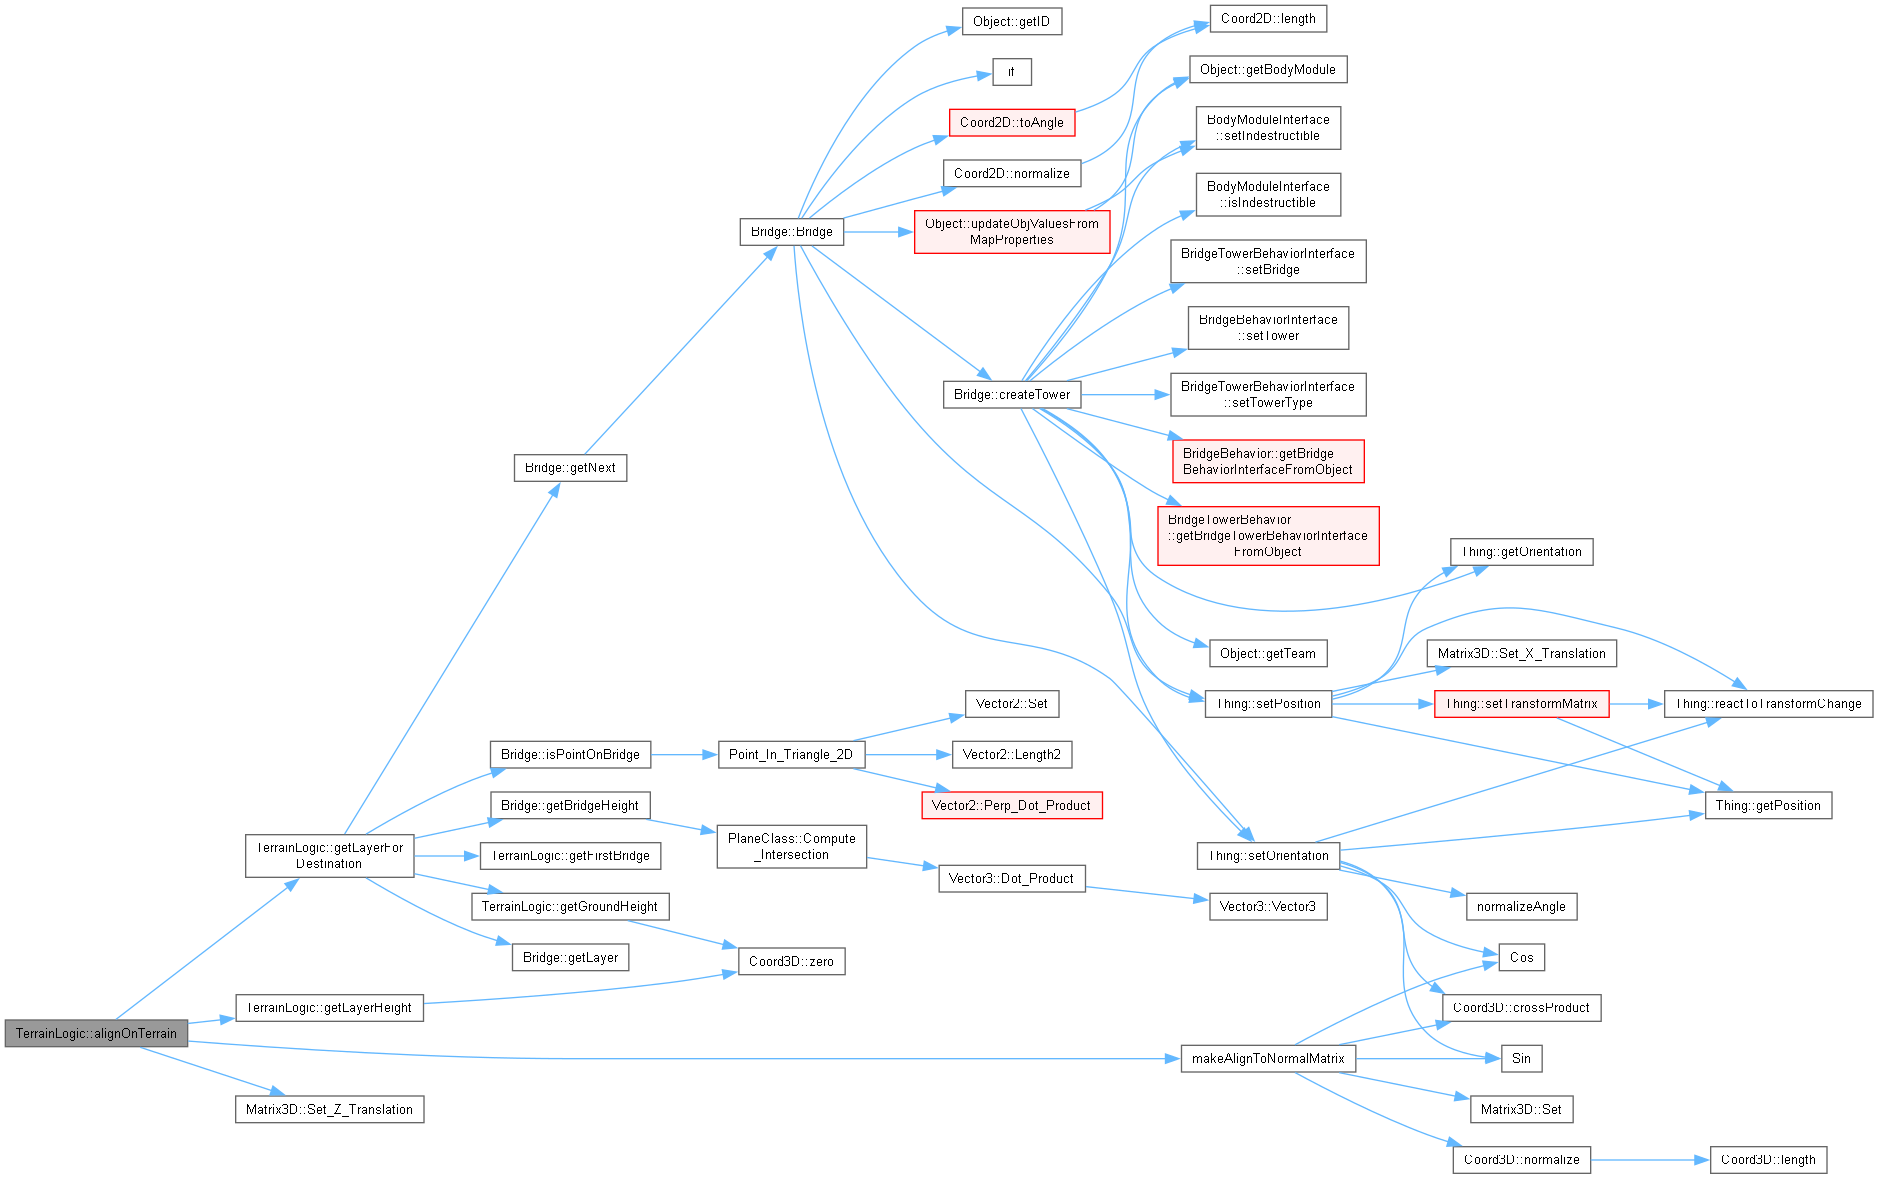 Object::getID
if
Coord2D::toAngle
Coord2D::normalize
Object::updateObjValuesFrom
MapProperties
Bridge::Bridge
Coord2D::length
Object::getBodyModule
BodyModuleInterface
::setIndestructible
BodyModuleInterface
::isIndestructible
BridgeTowerBehaviorInterface
::setBridge
BridgeBehaviorInterface
::setTower
BridgeTowerBehaviorInterface
::setTowerType
Bridge::createTower
BridgeBehavior::getBridge
BehaviorInterfaceFromObject
BridgeTowerBehavior
::getBridgeTowerBehaviorInterface
FromObject
Bridge::getNext
Thing::getOrientation
Object::getTeam
Matrix3D::Set_X_Translation
Thing::setPosition
Thing::setTransformMatrix
Thing::reactToTransformChange
Thing::getPosition
Vector2::Set
Bridge::isPointOnBridge
Point_In_Triangle_2D
Vector2::Length2
Vector2::Perp_Dot_Product
Bridge::getBridgeHeight
PlaneClass::Compute
_Intersection
Vector3::Dot_Product
Vector3::Vector3
TerrainLogic::getLayerFor
Destination
TerrainLogic::getFirstBridge
TerrainLogic::getGroundHeight
Bridge::getLayer
Coord3D::zero
Thing::setOrientation
normalizeAngle
Cos
Coord3D::crossProduct
Sin
TerrainLogic::getLayerHeight
TerrainLogic::alignOnTerrain
makeAlignToNormalMatrix
Matrix3D::Set_Z_Translation
Matrix3D::Set
Coord3D::normalize
Coord3D::length